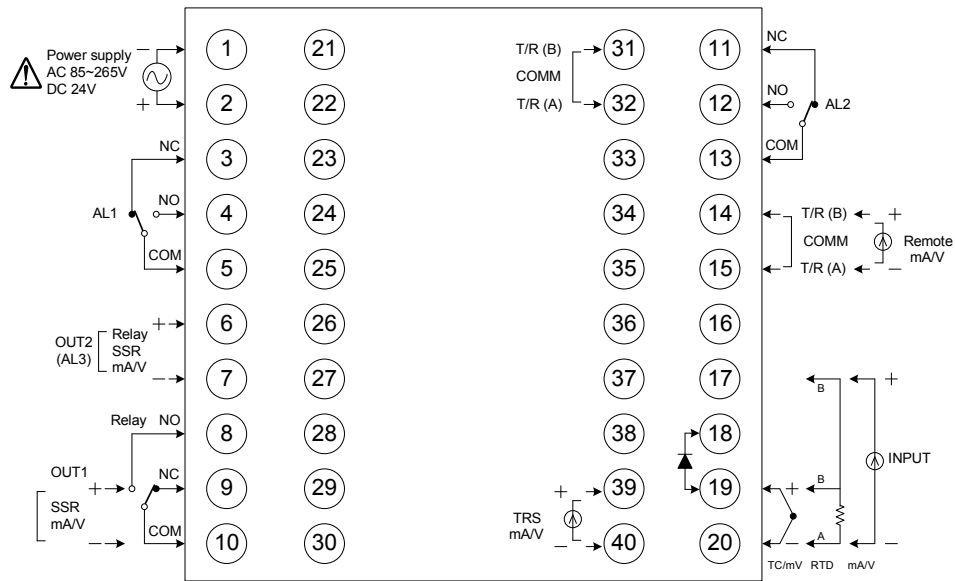 Power supply
AC 85~265V
DC 24V
−
+
1
2
NC
3
AL1
NO
4
COM
5
OUT2
(AL3)
Relay
SSR
mA/V
+
6
−
7
Relay
NO
8
OUT1
SSR
mA/V
+
NC
9
−
COM
10
21
22
23
24
25
26
27
28
29
30
T/R (B)
COMM
T/R (A)
31
32
33
34
35
36
37
38
TRS
mA/V
+
39
−
40
11
NC
12
NO
AL2
13
COM
14
T/R (B)
+
COMM
Remote
mA/V
15
T/R (A)
−
16
17
B
+
18
INPUT
19
+
B
20
−
A
−
TC/mV
RTD
mA/V